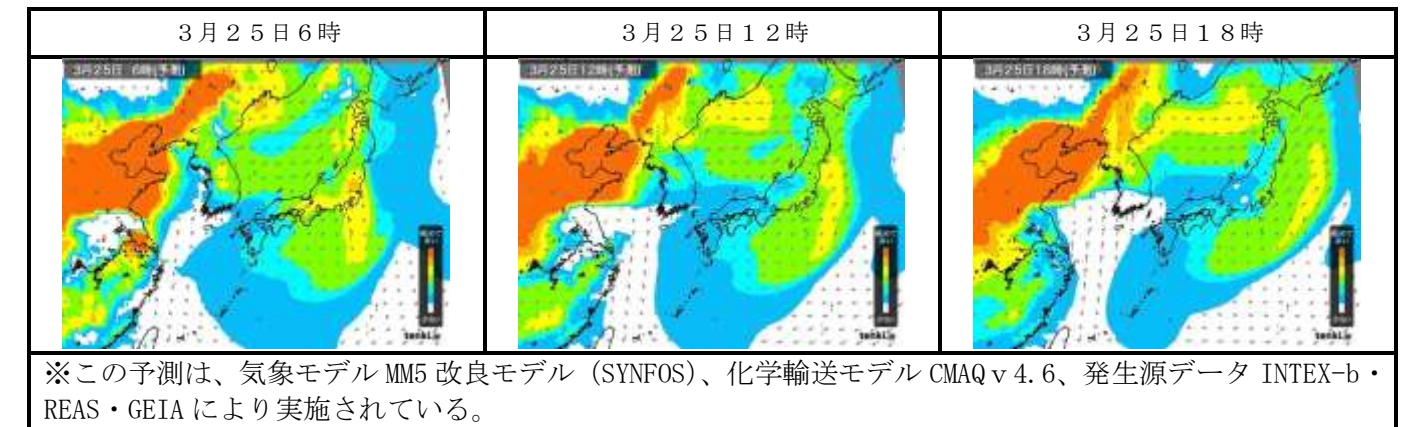 ３月２５日６時
３月２５日１２時
３月２５日１８時
3月25日 6時(予測)
3月25日12時(予測)
3月25日18時(予測)
tenki.jp
tenki.jp
tenki.jp
※この予測は、気象モデル MM5 改良モデル（SYNFOS）、化学輸送モデル CMAQｖ4.6、発生源データ INTEX-b・
REAS・GEIA により実施されている。